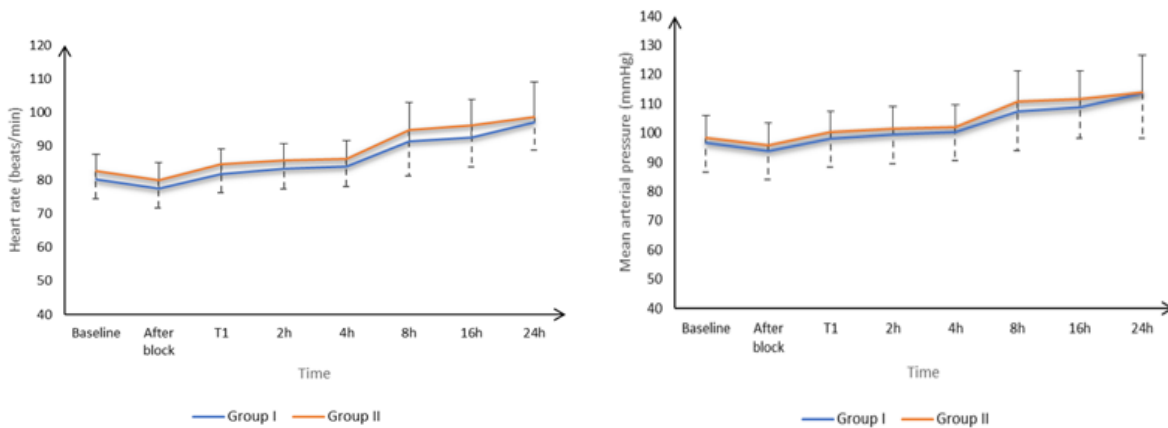 Heart rate (beats/min)
120
110
100
90
80
70
60
50
40
Baseline
After
block
T1
2h
4h
8h
16h
24h
Time
Group I
Group II
Mean arterial pressure (mmHg)
140
130
120
110
100
90
80
70
60
50
40
Baseline
After
block
T1
2h
4h
8h
16h
24h
Time
Group I
Group II